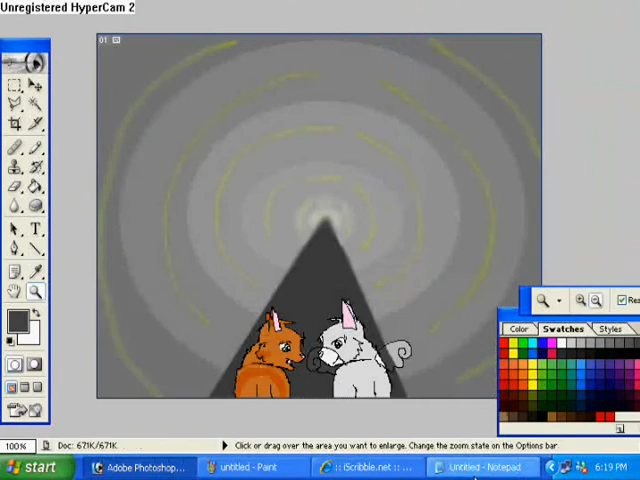 Unregistered HyperCam 2
01
Res
Color
Swatches
Styles
100%
Doc: 671K/671K
Click or drag over the area you want to enlarge. Change the zoom state on the Options bar.
start
Adobe Photoshop...
untitled - Paint
:: iScribble.net :: ...
Untitled - Notepad
6:19 PM